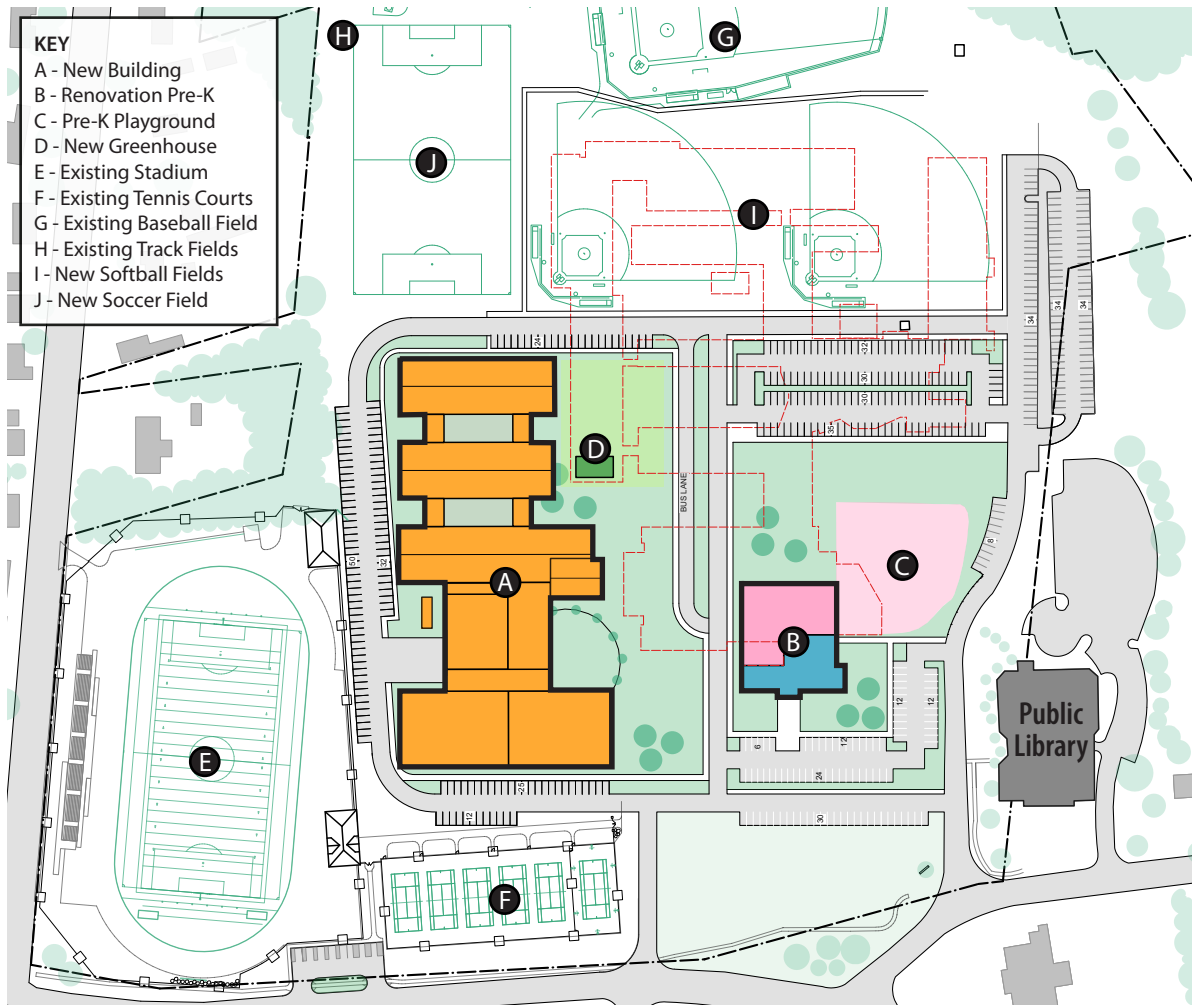 KEY
A - New Building
B - Renovation Pre-K
C - Pre-K Playground
D - New Greenhouse
E - Existing Stadium
F - Existing Tennis Courts
G - Existing Baseball Field
H - Existing Track Fields
I - New Softball Fields
J - New Soccer Field
H
G
J
I
34
34
34
24
32
30
30
35
D
BUS LANE
50
32
8
C
A
B
12
12
Public
Library
E
6
12
24
25
12
30
F